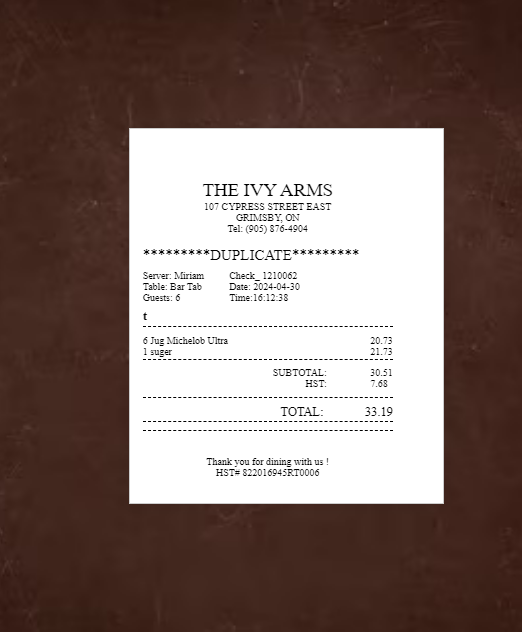 THE IVY ARMS
107 CYPRESS STREET EAST
GRIMSBY, ON
Tel: (905) 876-4904
*********DUPLICATE*********
Server: Miriam Check_ 1210062
Table: Bar Tab Date: 2024-04-30
Guests: 6 Time:16:12:38
t
6 Jug Michelob Ultra 20.73
1 suger 21.73
SUBTOTAL: 30.51
HST: 7.68
TOTAL: 33.19
Thank you for dining with us !
HST# 822016945RT0006